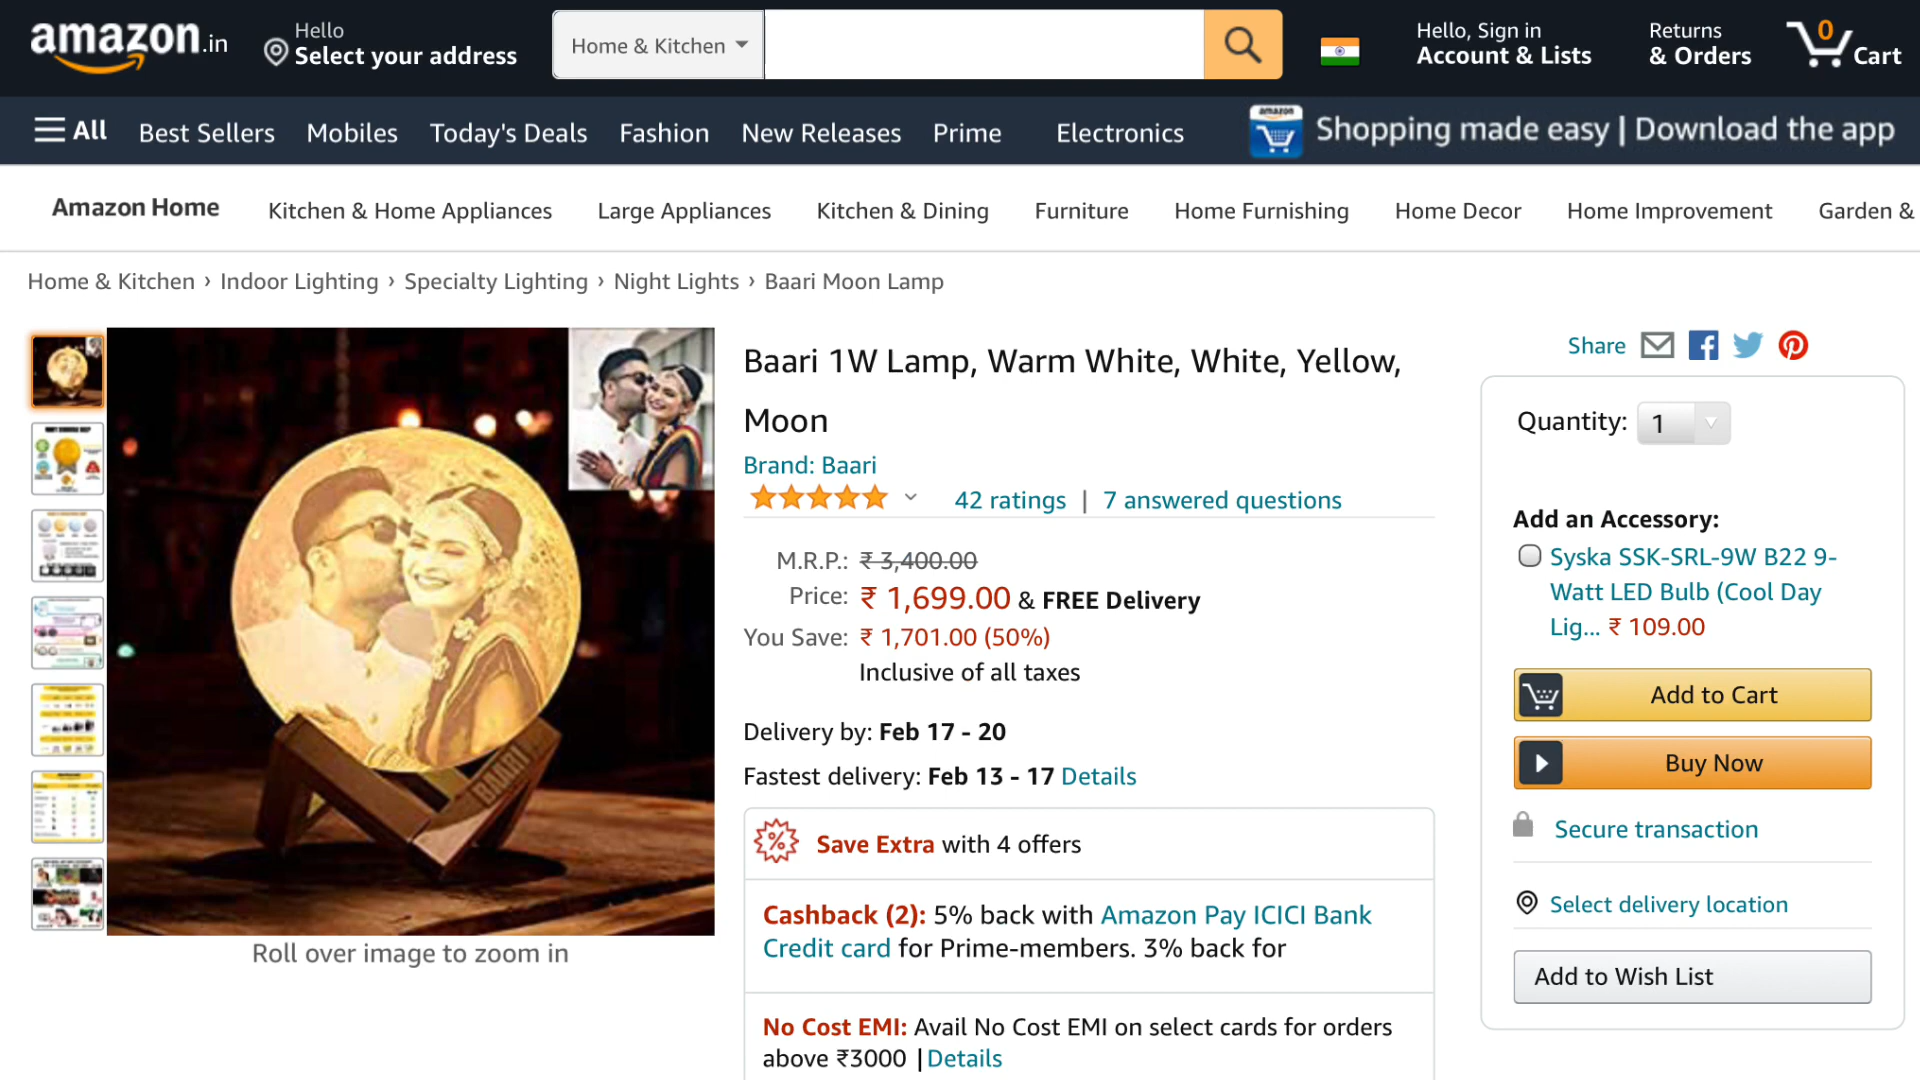 amazon.in
Hello
Select your address
Home & Kitchen
Hello, Sign in
Account & Lists
Returns
& Orders
0
Cart
All
Best Sellers
Mobiles
Today's Deals
Fashion
New Releases
Prime
Electronics
amazon
Shopping made easy | Download the app
Amazon Home
Kitchen & Home Appliances
Large Appliances
Kitchen & Dining
Furniture
Home Furnishing
Home Decor
Home Improvement
Garden &
Home & Kitchen › Indoor Lighting › Specialty Lighting › Night Lights › Baari Moon Lamp
BAARI
Roll over image to zoom in
Baari 1W Lamp, Warm White, White, Yellow,
Moon
Brand: Baari
42 ratings | 7 answered questions
M.R.P.: ₹ 3,400.00
Price: ₹ 1,699.00 & FREE Delivery
You Save: ₹ 1,701.00 (50%)
Inclusive of all taxes
Delivery by: Feb 17 - 20
Fastest delivery: Feb 13 - 17 Details
% Save Extra with 4 offers
Cashback (2): 5% back with Amazon Pay ICICI Bank
Credit card for Prime-members. 3% back for
No Cost EMI: Avail No Cost EMI on select cards for orders
above ₹3000 | Details
Share
Quantity: 1
Add an Accessory:
Syska SSK-SRL-9W B22 9-
Watt LED Bulb (Cool Day
Lig... ₹ 109.00
Add to Cart
Buy Now
Secure transaction
Select delivery location
Add to Wish List